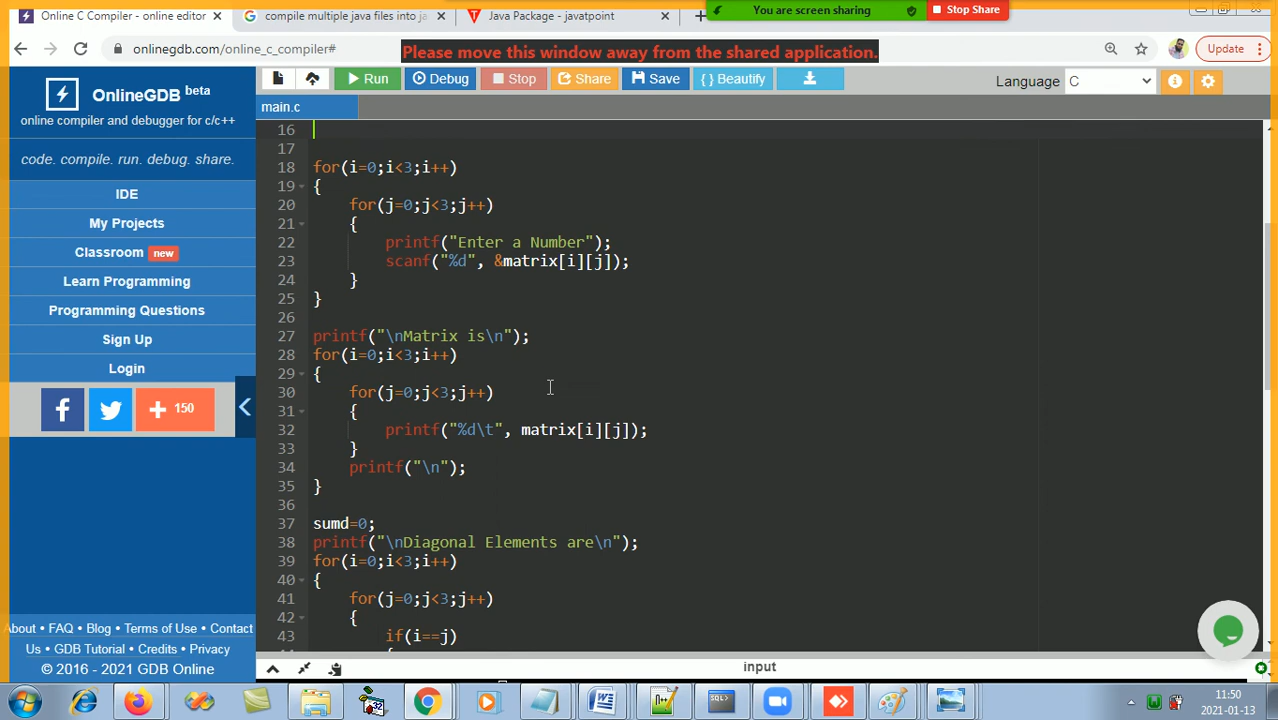 Online C Compiler - online editor
compile multiple java files into ja
Java Package - javatpoint
You are screen sharing
Stop Share
onlinegdb.com/online_c_compiler#
Please move this window away from the shared application.
Update
OnlineGDB beta
online compiler and debugger for c/c++
code. compile. run. debug. share.
IDE
My Projects
Classroom new
Learn Programming
Programming Questions
Sign Up
Login
f
+ 150
About • FAQ • Blog • Terms of Use • Contact
Us • GDB Tutorial • Credits • Privacy
© 2016 - 2021 GDB Online
Run
Debug
Stop
Share
Save
{ } Beautify
Language C
main.c
16
17
18 for(i=0;i<3;i++)
19 {
20 for(j=0;j<3;j++)
21 {
22 printf("Enter a Number");
23 scanf("%d", &matrix[i][j]);
24 }
25 }
26
27 printf("\nMatrix is\n");
28 for(i=0;i<3;i++)
29 {
30 for(j=0;j<3;j++)
31 {
32 printf("%d\t", matrix[i][j]);
33 }
34 printf("\n");
35 }
36
37 sumd=0;
38 printf("\nDiagonal Elements are\n");
39 for(i=0;i<3;i++)
40 {
41 for(j=0;j<3;j++)
42 {
43 if(i==j)
input
11:50
2021-01-13